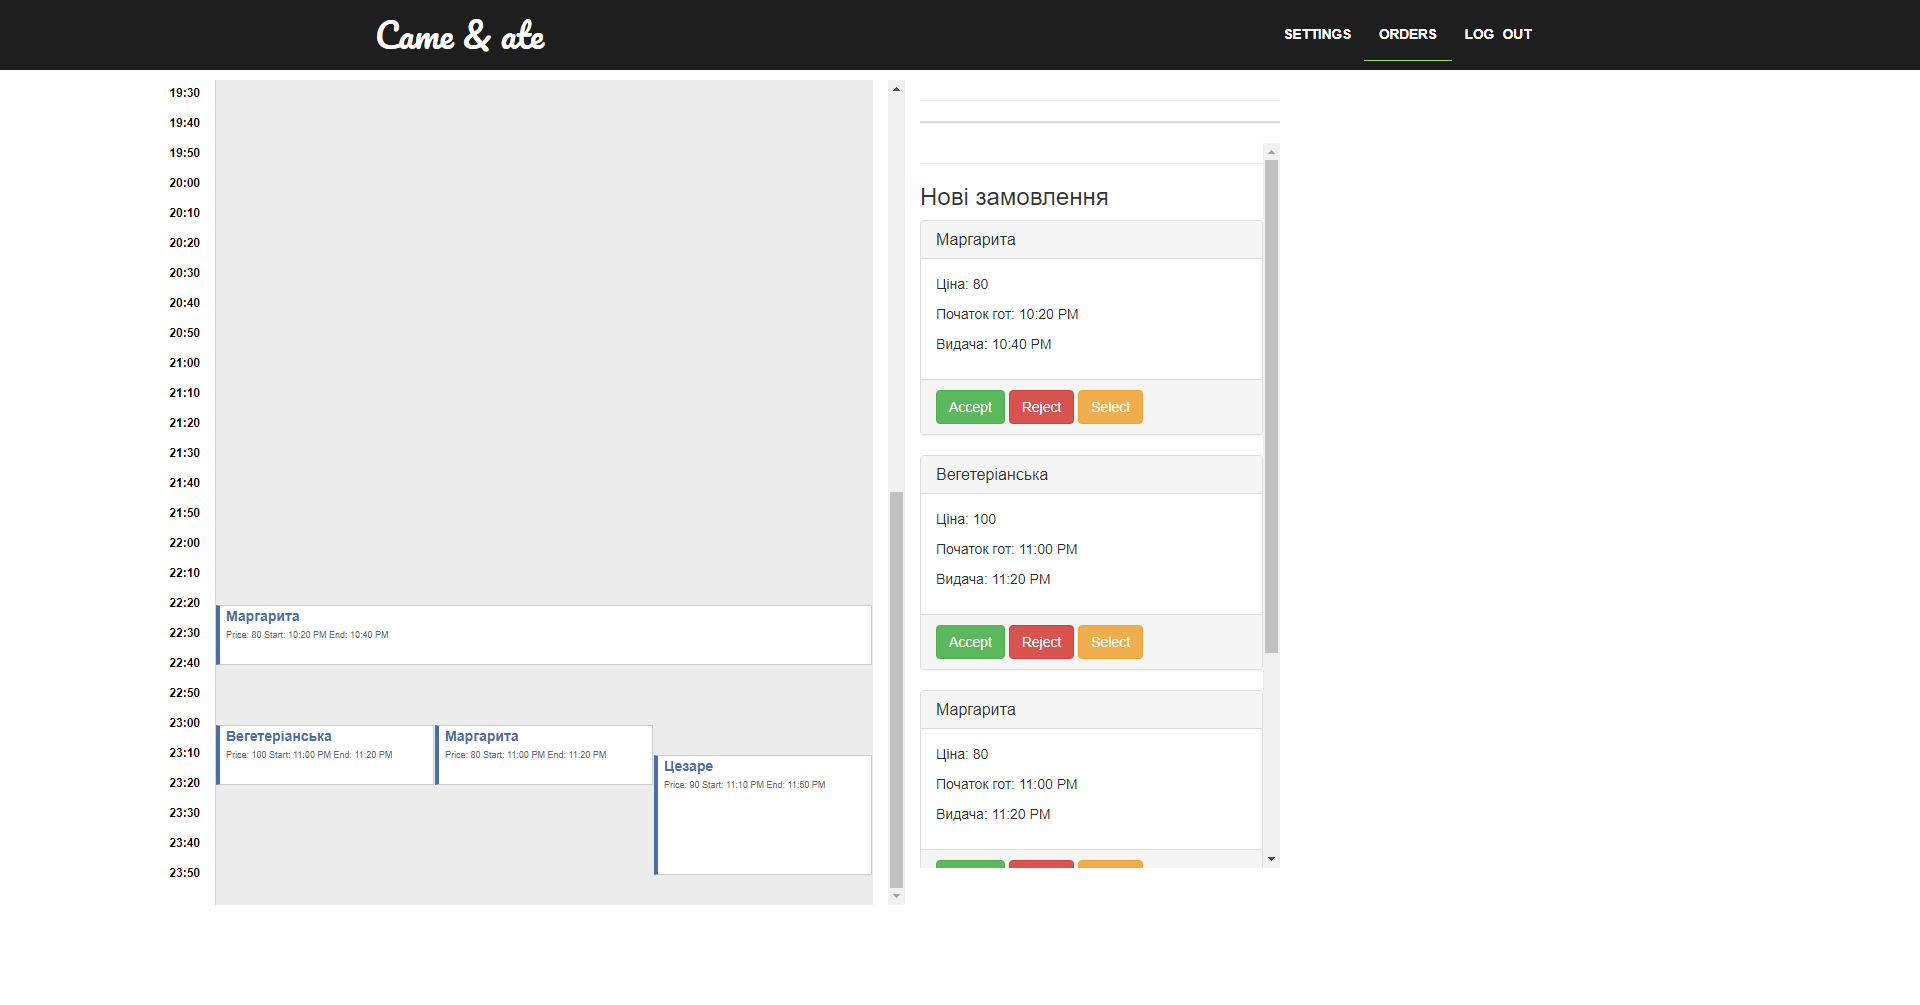 Came & ate
SETTINGS
ORDERS
LOG OUT
19:30
19:40
19:50
20:00
20:10
20:20
20:30
20:40
20:50
21:00
21:10
21:20
21:30
21:40
21:50
22:00
22:10
22:20
22:30
22:40
22:50
23:00
23:10
23:20
23:30
23:40
23:50
Маргарита
Price: 80 Start: 10:20 PM End: 10:40 PM
Вегетеріанська
Price: 100 Start: 11:00 PM End: 11:20 PM
Маргарита
Price: 80 Start: 11:00 PM End: 11:20 PM
Цезаре
Price: 90 Start: 11:10 PM End: 11:50 PM
Нові замовлення
Маргарита
Ціна: 80
Початок гот: 10:20 PM
Видача: 10:40 PM
Accept Reject Select
Вегетеріанська
Ціна: 100
Початок гот: 11:00 PM
Видача: 11:20 PM
Accept Reject Select
Маргарита
Ціна: 80
Початок гот: 11:00 PM
Видача: 11:20 PM